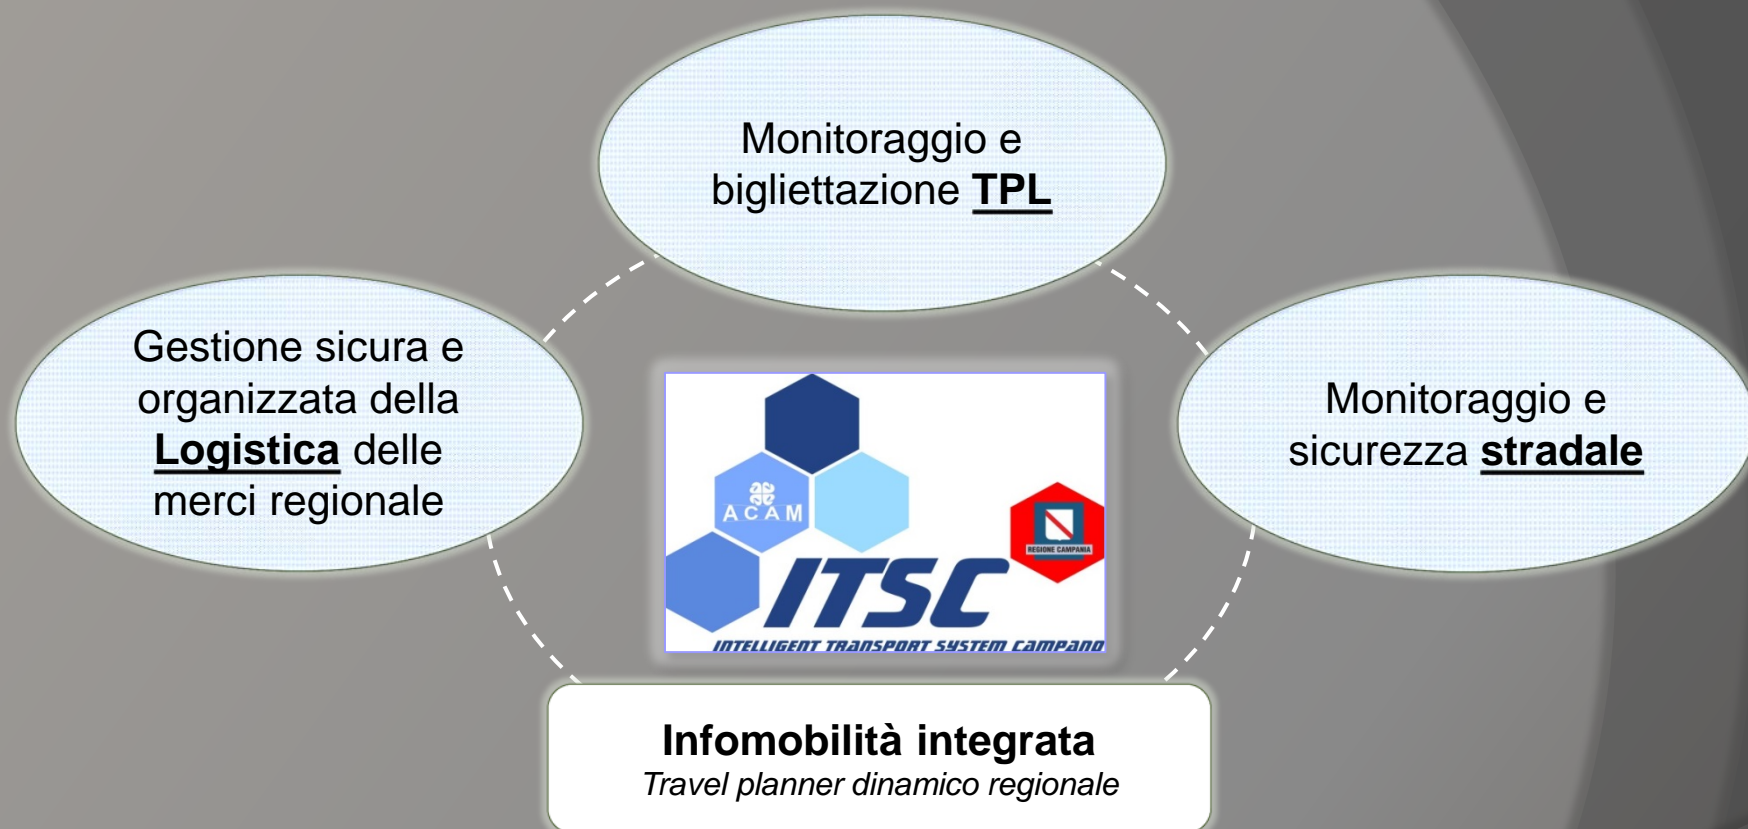 Monitoraggio e
bigliettazione TPL
Gestione sicura e
organizzata della
Logistica delle
merci regionale
Monitoraggio e
sicurezza stradale
ACAM
REGIONE CAMPANIA
ITSC
INTELLIGENT TRANSPORT SYSTEM CAMPANO
Infomobilità integrata
Travel planner dinamico regionale